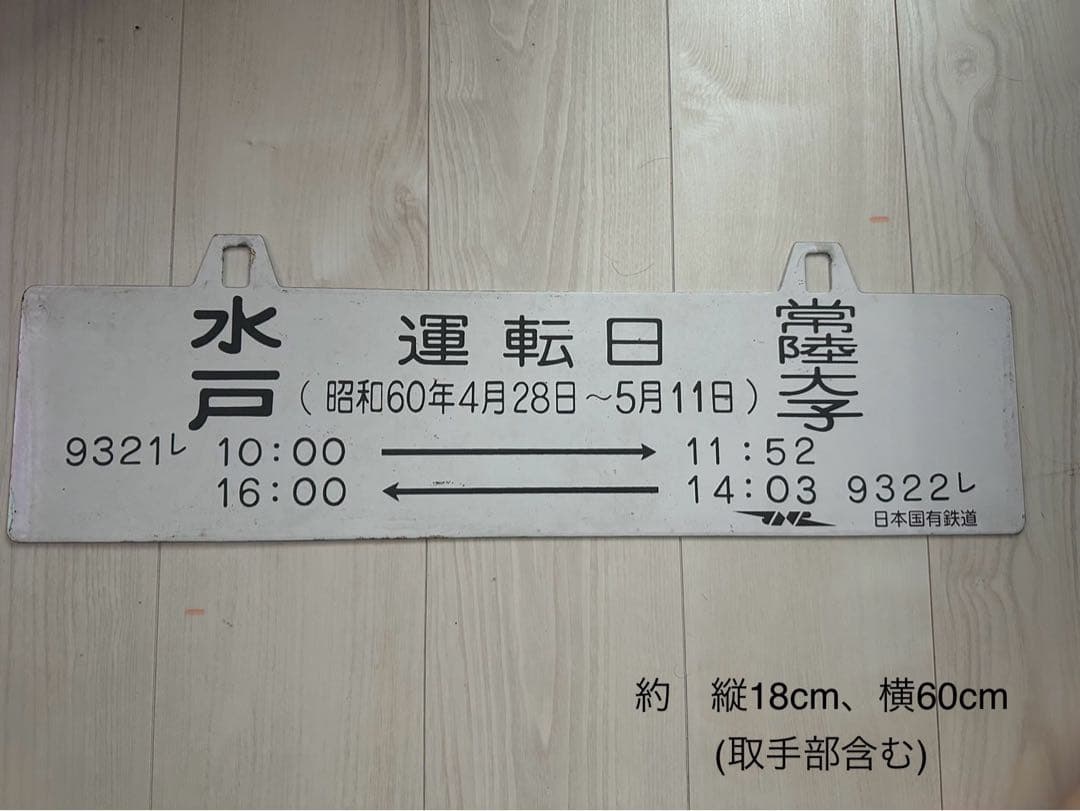 水戸 運転日 常陸大子
(昭和60年4月28日～5月11日)
9321レ 10:00 → 11:52
16:00 ← 14:03 9322レ
JNR 日本国有鉄道
約 縦18cm、横60cm
(取手部含む)